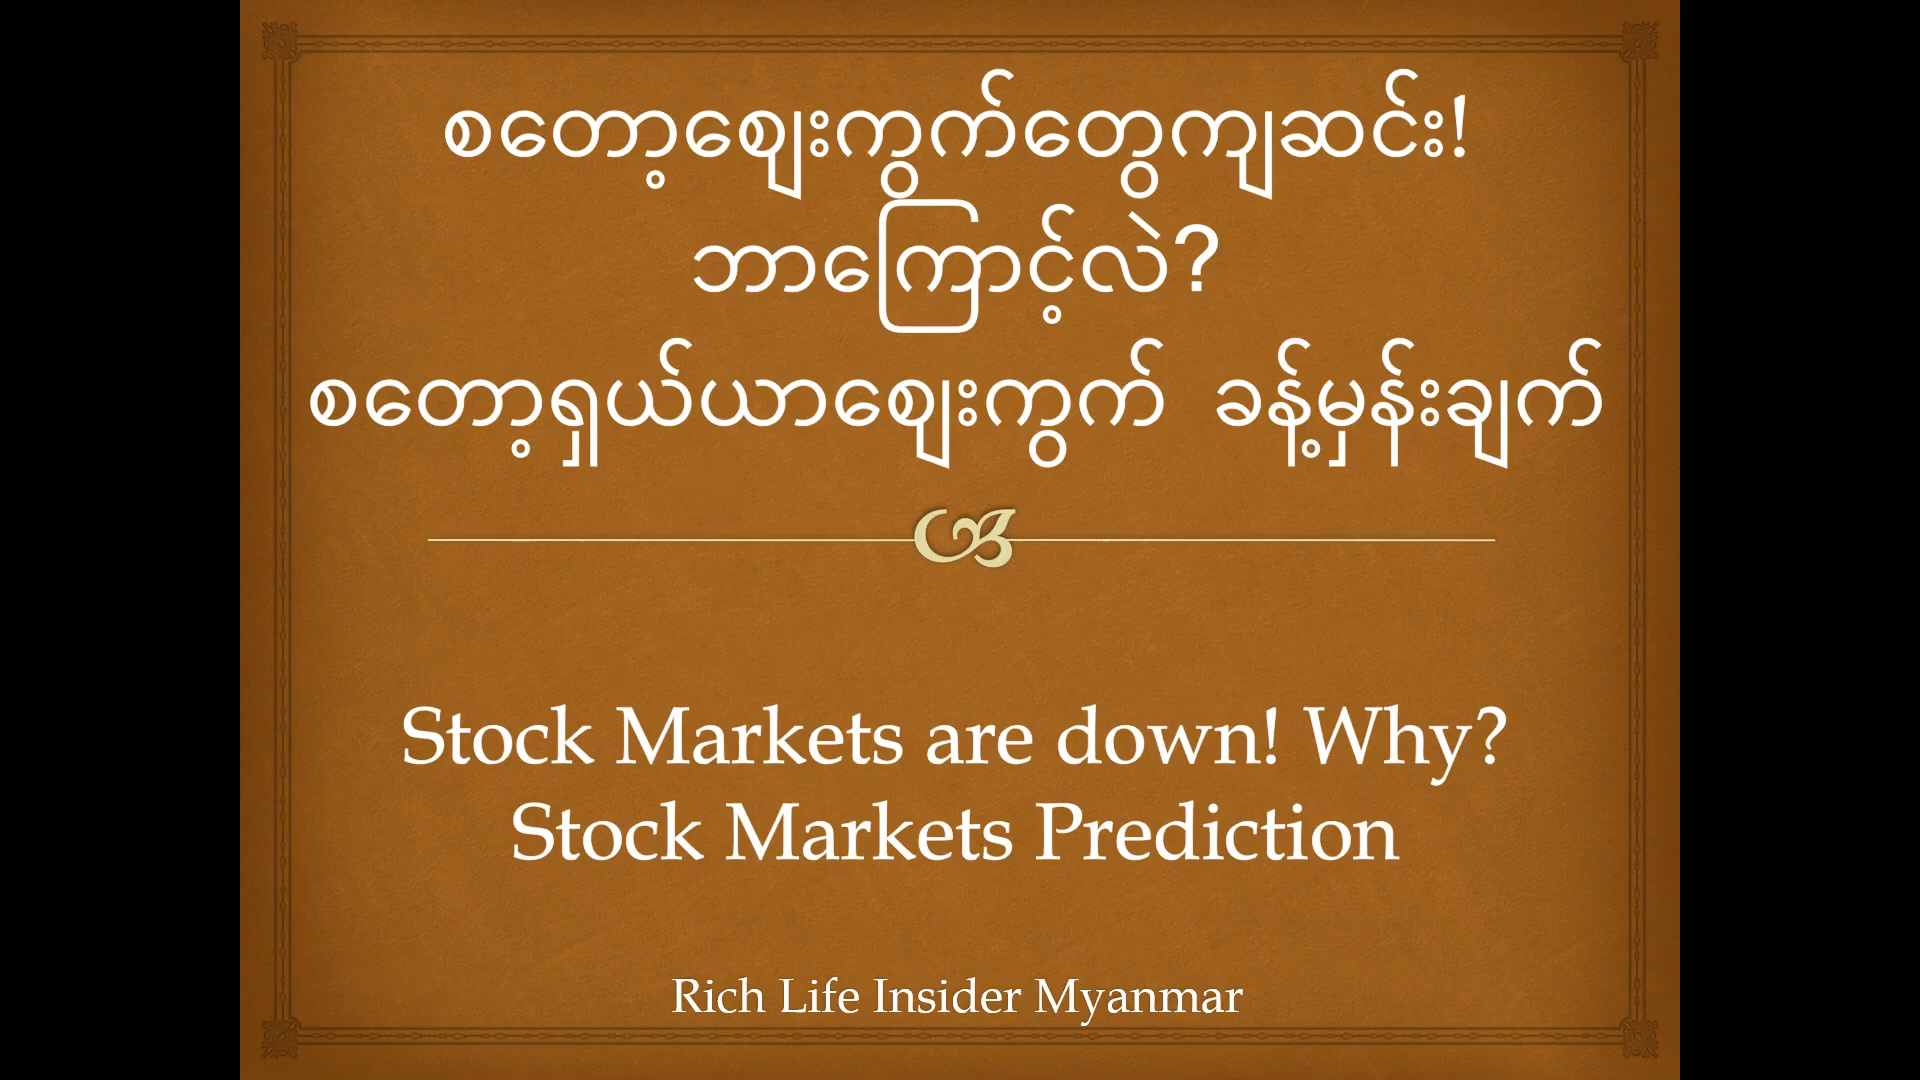 စတော့ဈေးကွက်တွေကျဆင်း!
ဘာကြောင့်လဲ?
စတော့ရှယ်ယာဈေးကွက် ခန့်မှန်းချက်
Stock Markets are down! Why?
Stock Markets Prediction
Rich Life Insider Myanmar